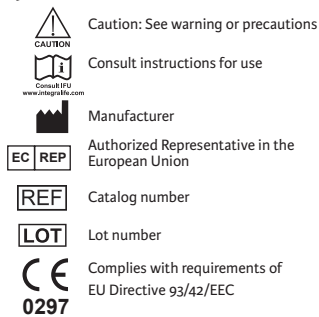 CAUTION
Caution: See warning or precautions
Consult instructions for use
Consult IFU
www.integralife.com
Manufacturer
EC REP
Authorized Representative in the
European Union
REF
Catalog number
LOT
Lot number
CE
0297
Complies with requirements of
EU Directive 93/42/EEC